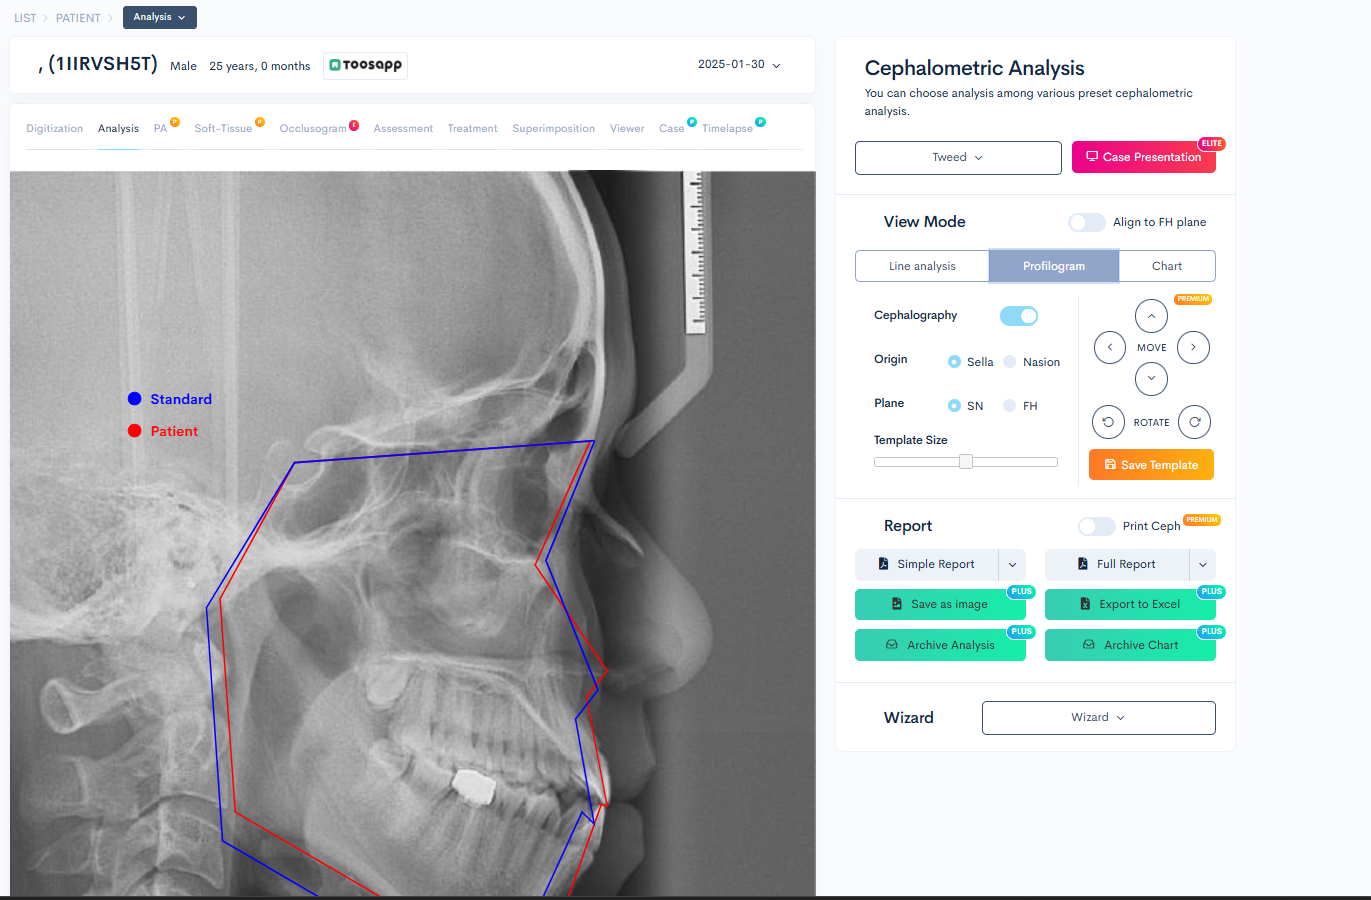 LIST
PATIENT
Analysis
, (1IIRVSH5T)
Male
25 years, 0 months
TOOSAPP
2025-01-30
Digitization
Analysis
PA P
Soft-Tissue P
Occlusogram E
Assessment
Treatment
Superimposition
Viewer
Case P
Timelapse P
Standard
Patient
Cephalometric Analysis
You can choose analysis among various preset cephalometric
analysis.
Tweed
Case Presentation
ELITE
View Mode
Align to FH plane
Line analysis
Profilogram
Chart
Cephalography
PREMIUM
MOVE
Origin
Sella
Nasion
Plane
SN
FH
ROTATE
Template Size
Save Template
Report
Print Ceph
PREMIUM
Simple Report
Full Report
Save as image
PLUS
Export to Excel
PLUS
Archive Analysis
PLUS
Archive Chart
PLUS
Wizard
Wizard